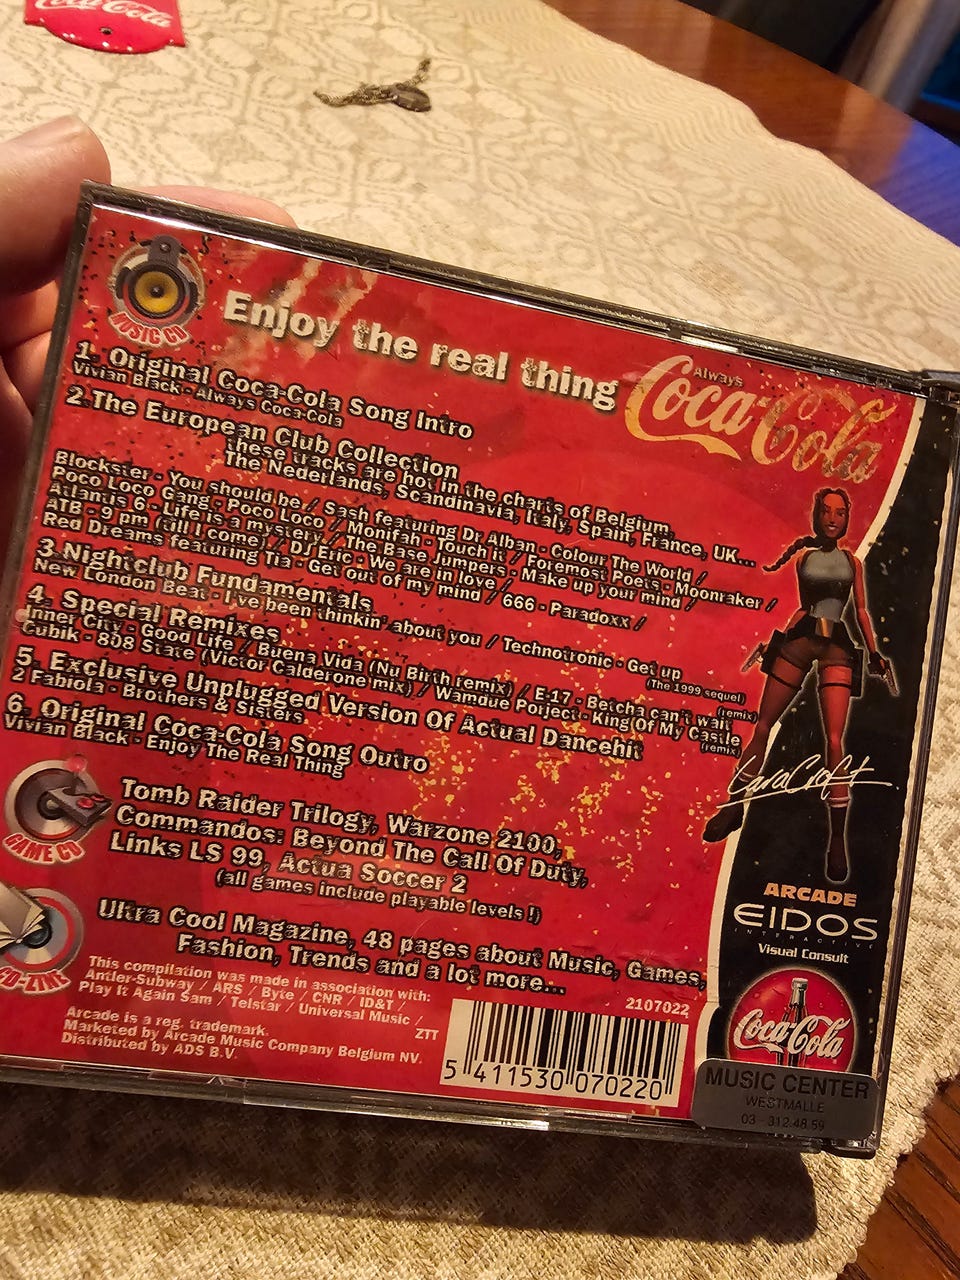 Coca-Cola
MUSIC CD
Enjoy the real thing
Always
Coca-Cola
1. Original Coca-Cola Song Intro
Vivian Black - Always Coca-Cola
2.The European Club Collection
these tracks are hot in the charts of Belgium,
The Nederlands, Scandinavia, Italy, Spain, France, UK...
Blockster - You should be / Sash featuring Dr Alban - Colour The World /
Poco Loco Gang - Poco Loco / Monifah - Touch it / Foremost Poets - Moonraker /
Atlantis 6 - Life is a mystery / The Base Jumpers - Make up your mind /
ATB - 9 pm (till I come) / DJ Eric - We are in love / 666 - Paradoxx /
Red Dreams featuring Tia - Get out of my mind
3.Nightclub Fundamentals
New London Beat - I've been thinkin' about you / Technotronic - Get up
(The 1999 sequel)
4. Special Remixes
Inner City - Good Life / Buena Vida (Nu Birth remix) / E-17 - Betcha can't wait
(remix)
Cubik - 808 State (Victor Calderone mix) / Wamdue Porject - King Of My Castle
(remix)
5. Exclusive Unplugged Version Of Actual Dancehit
2 Fabiola - Brothers & Sisters
6. Original Coca-Cola Song Outro
Vivian Black - Enjoy The Real Thing
GAME CD
Tomb Raider Trilogy, Warzone 2100,
Commandos: Beyond The Call Of Duty,
Links LS 99, Actua Soccer 2
(all games include playable levels !)
CD-ZINE
Ultra Cool Magazine, 48 pages about Music, Games,
Fashion, Trends and a lot more...
This compilation was made in association with:
Antler-Subway / ARS / Byte / CNR / ID&T /
Play It Again Sam / Telstar / Universal Music /
ZTT
Arcade is a reg. trademark.
Marketed by Arcade Music Company Belgium NV.
Distributed by ADS B.V.
2107022
5 411530 070220
Lara Croft
ARCADE
EIDOS
INTERACTIVE
Visual Consult
Coca-Cola
MUSIC CENTER
WESTMALLE
03 - 312.48.59